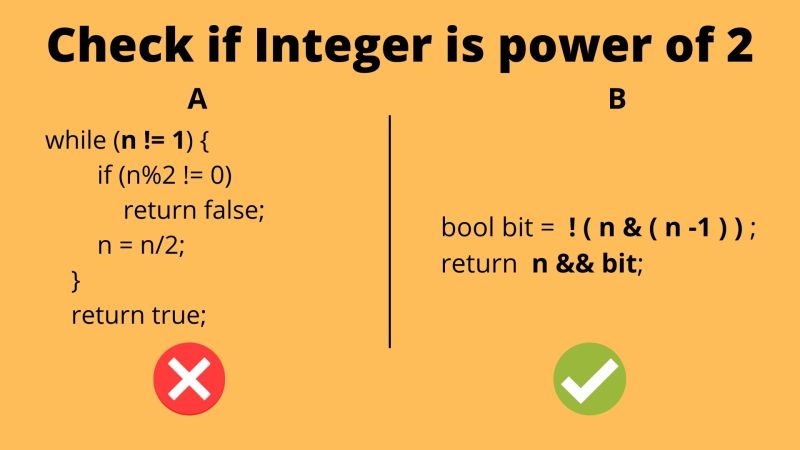 Check if Integer is power of 2
A
while (n != 1) {
if (n%2 != 0)
return false;
n = n/2;
}
return true;
B
bool bit = ! ( n & ( n -1 ) ) ;
return n && bit;